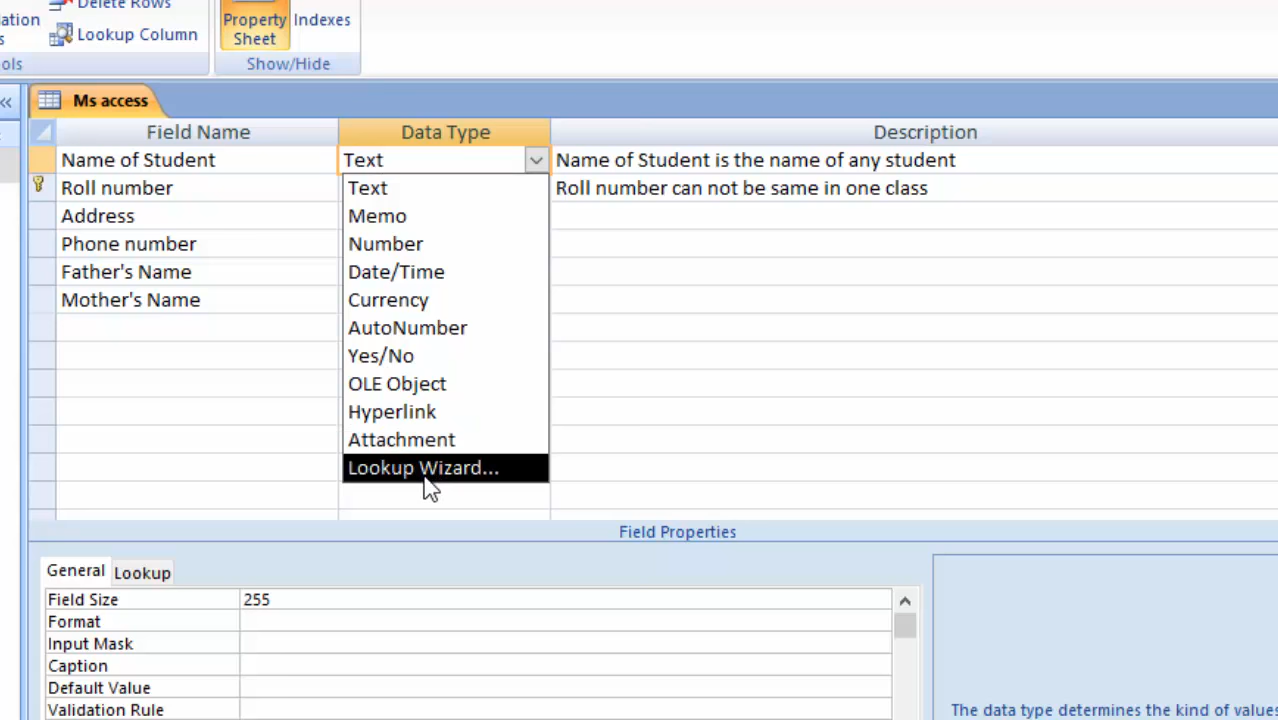 Delete Rows
Lookup Column
Property Sheet
Indexes
Show/Hide
Ms access
Field Name Data Type Description
Name of Student Text Name of Student is the name of any student
Roll number Roll number can not be same in one class
Address
Phone number
Father's Name
Mother's Name
Text
Memo
Number
Date/Time
Currency
AutoNumber
Yes/No
OLE Object
Hyperlink
Attachment
Lookup Wizard...
Field Properties
General Lookup
Field Size 255
Format
Input Mask
Caption
Default Value
Validation Rule
The data type determines the kind of values